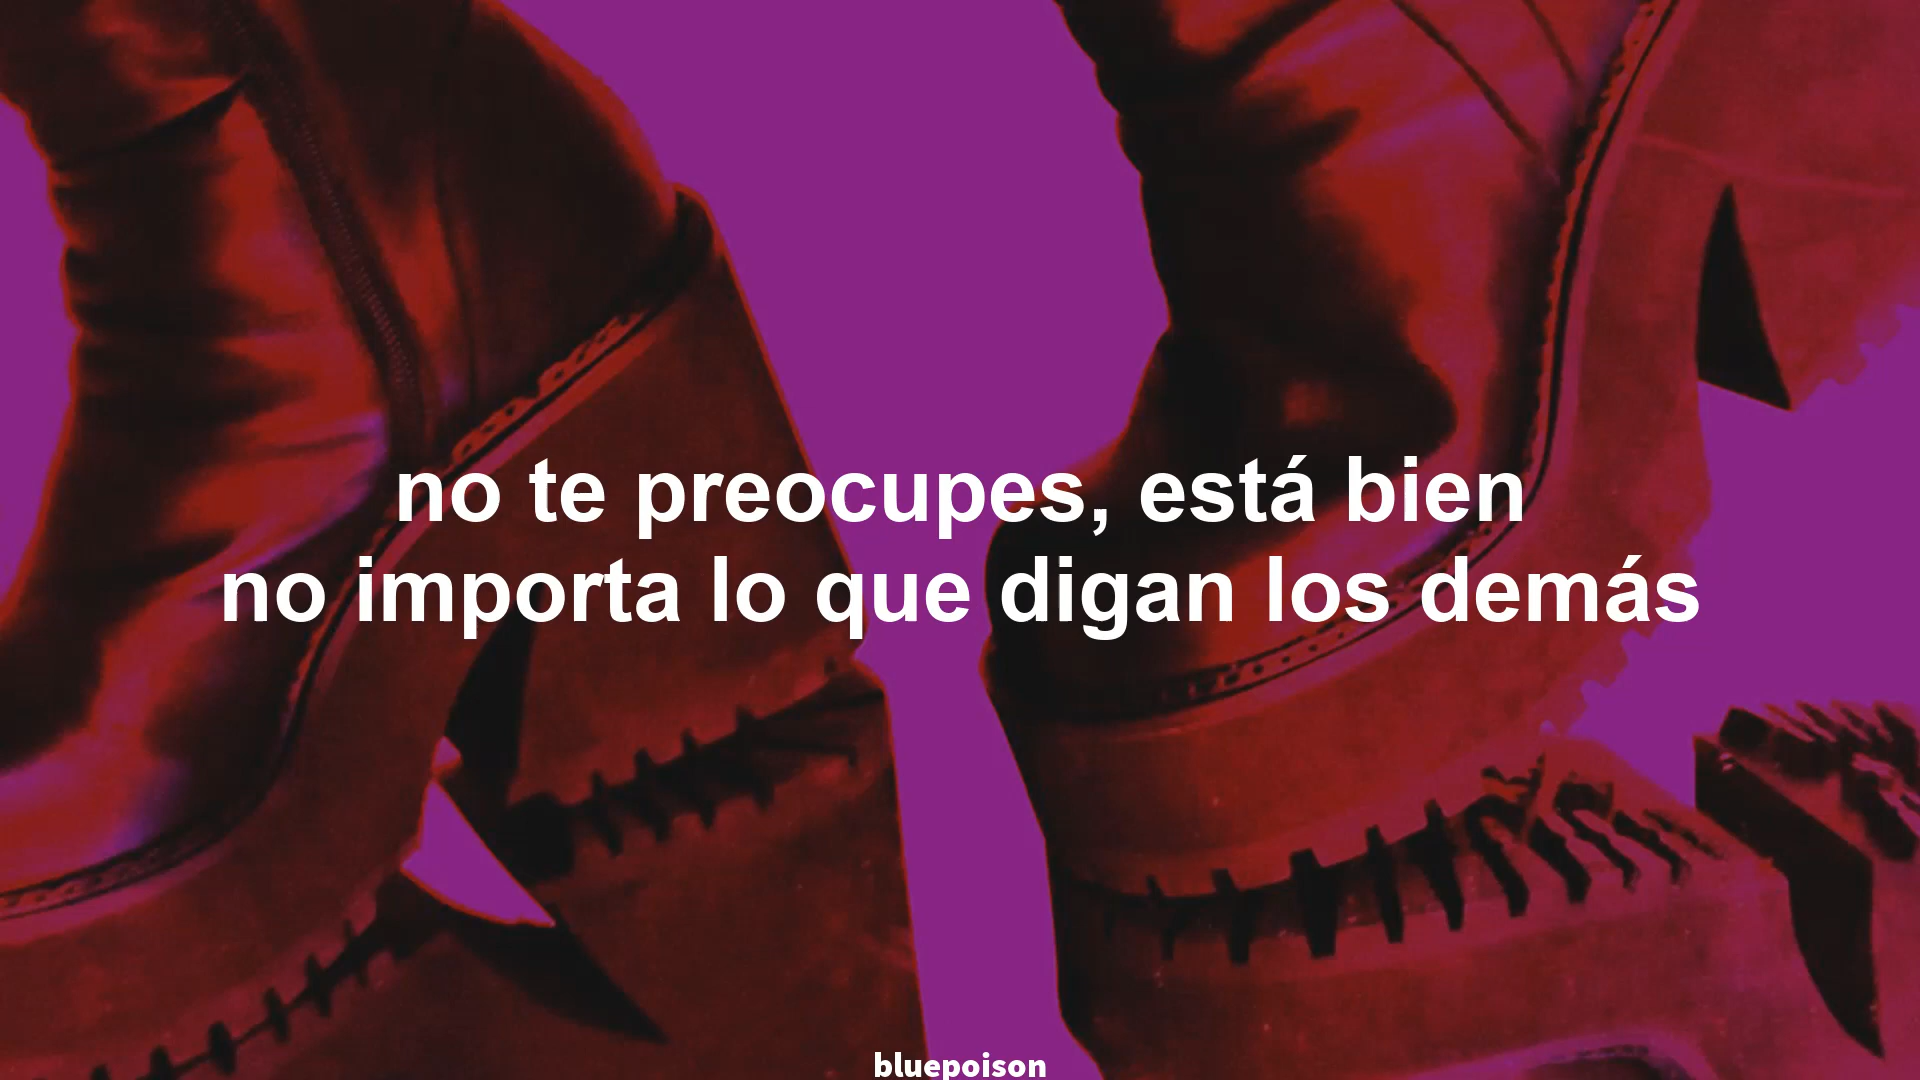 no te preocupes, está bien
no importa lo que digan los demás
bluepoison